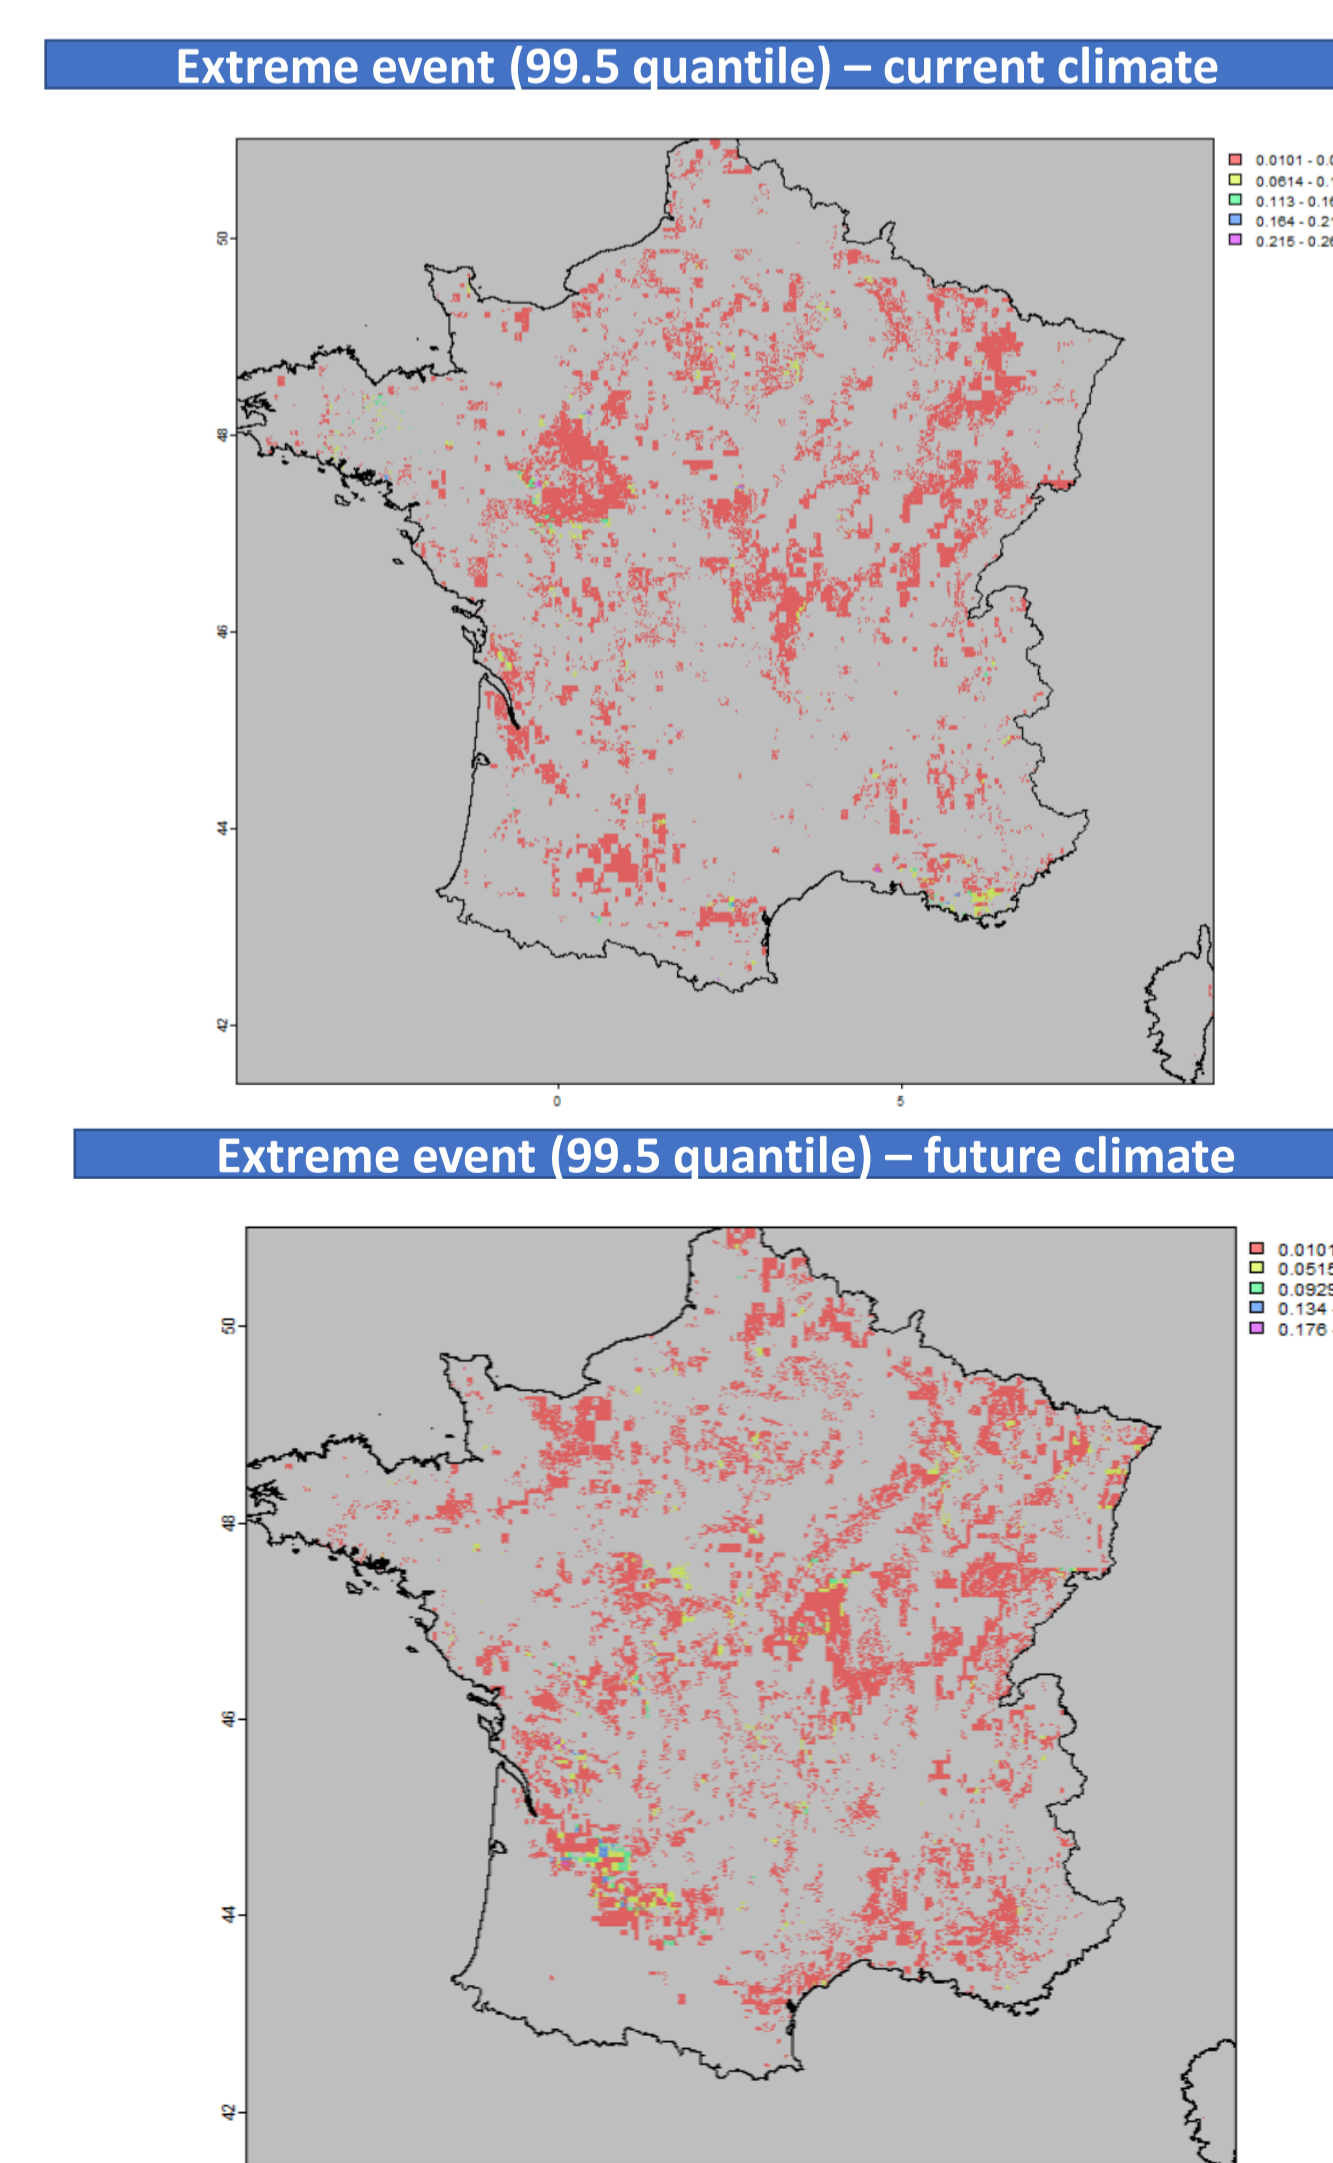 Extreme event (99.5 quantile) – current climate
0.0101 - 0.0
0.0614 - 0.1
0.113 - 0.16
0.164 - 0.21
0.215 - 0.26
50
48
46
44
42
0 5
Extreme event (99.5 quantile) – future climate
0.0101
0.0515
0.0929
0.134 -
0.176 -
50
48
46
44
42